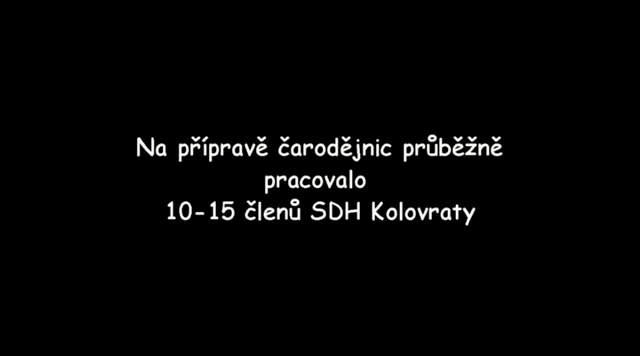 Na přípravě čarodějnic průběžně
pracovalo
10-15 členů SDH Kolovraty